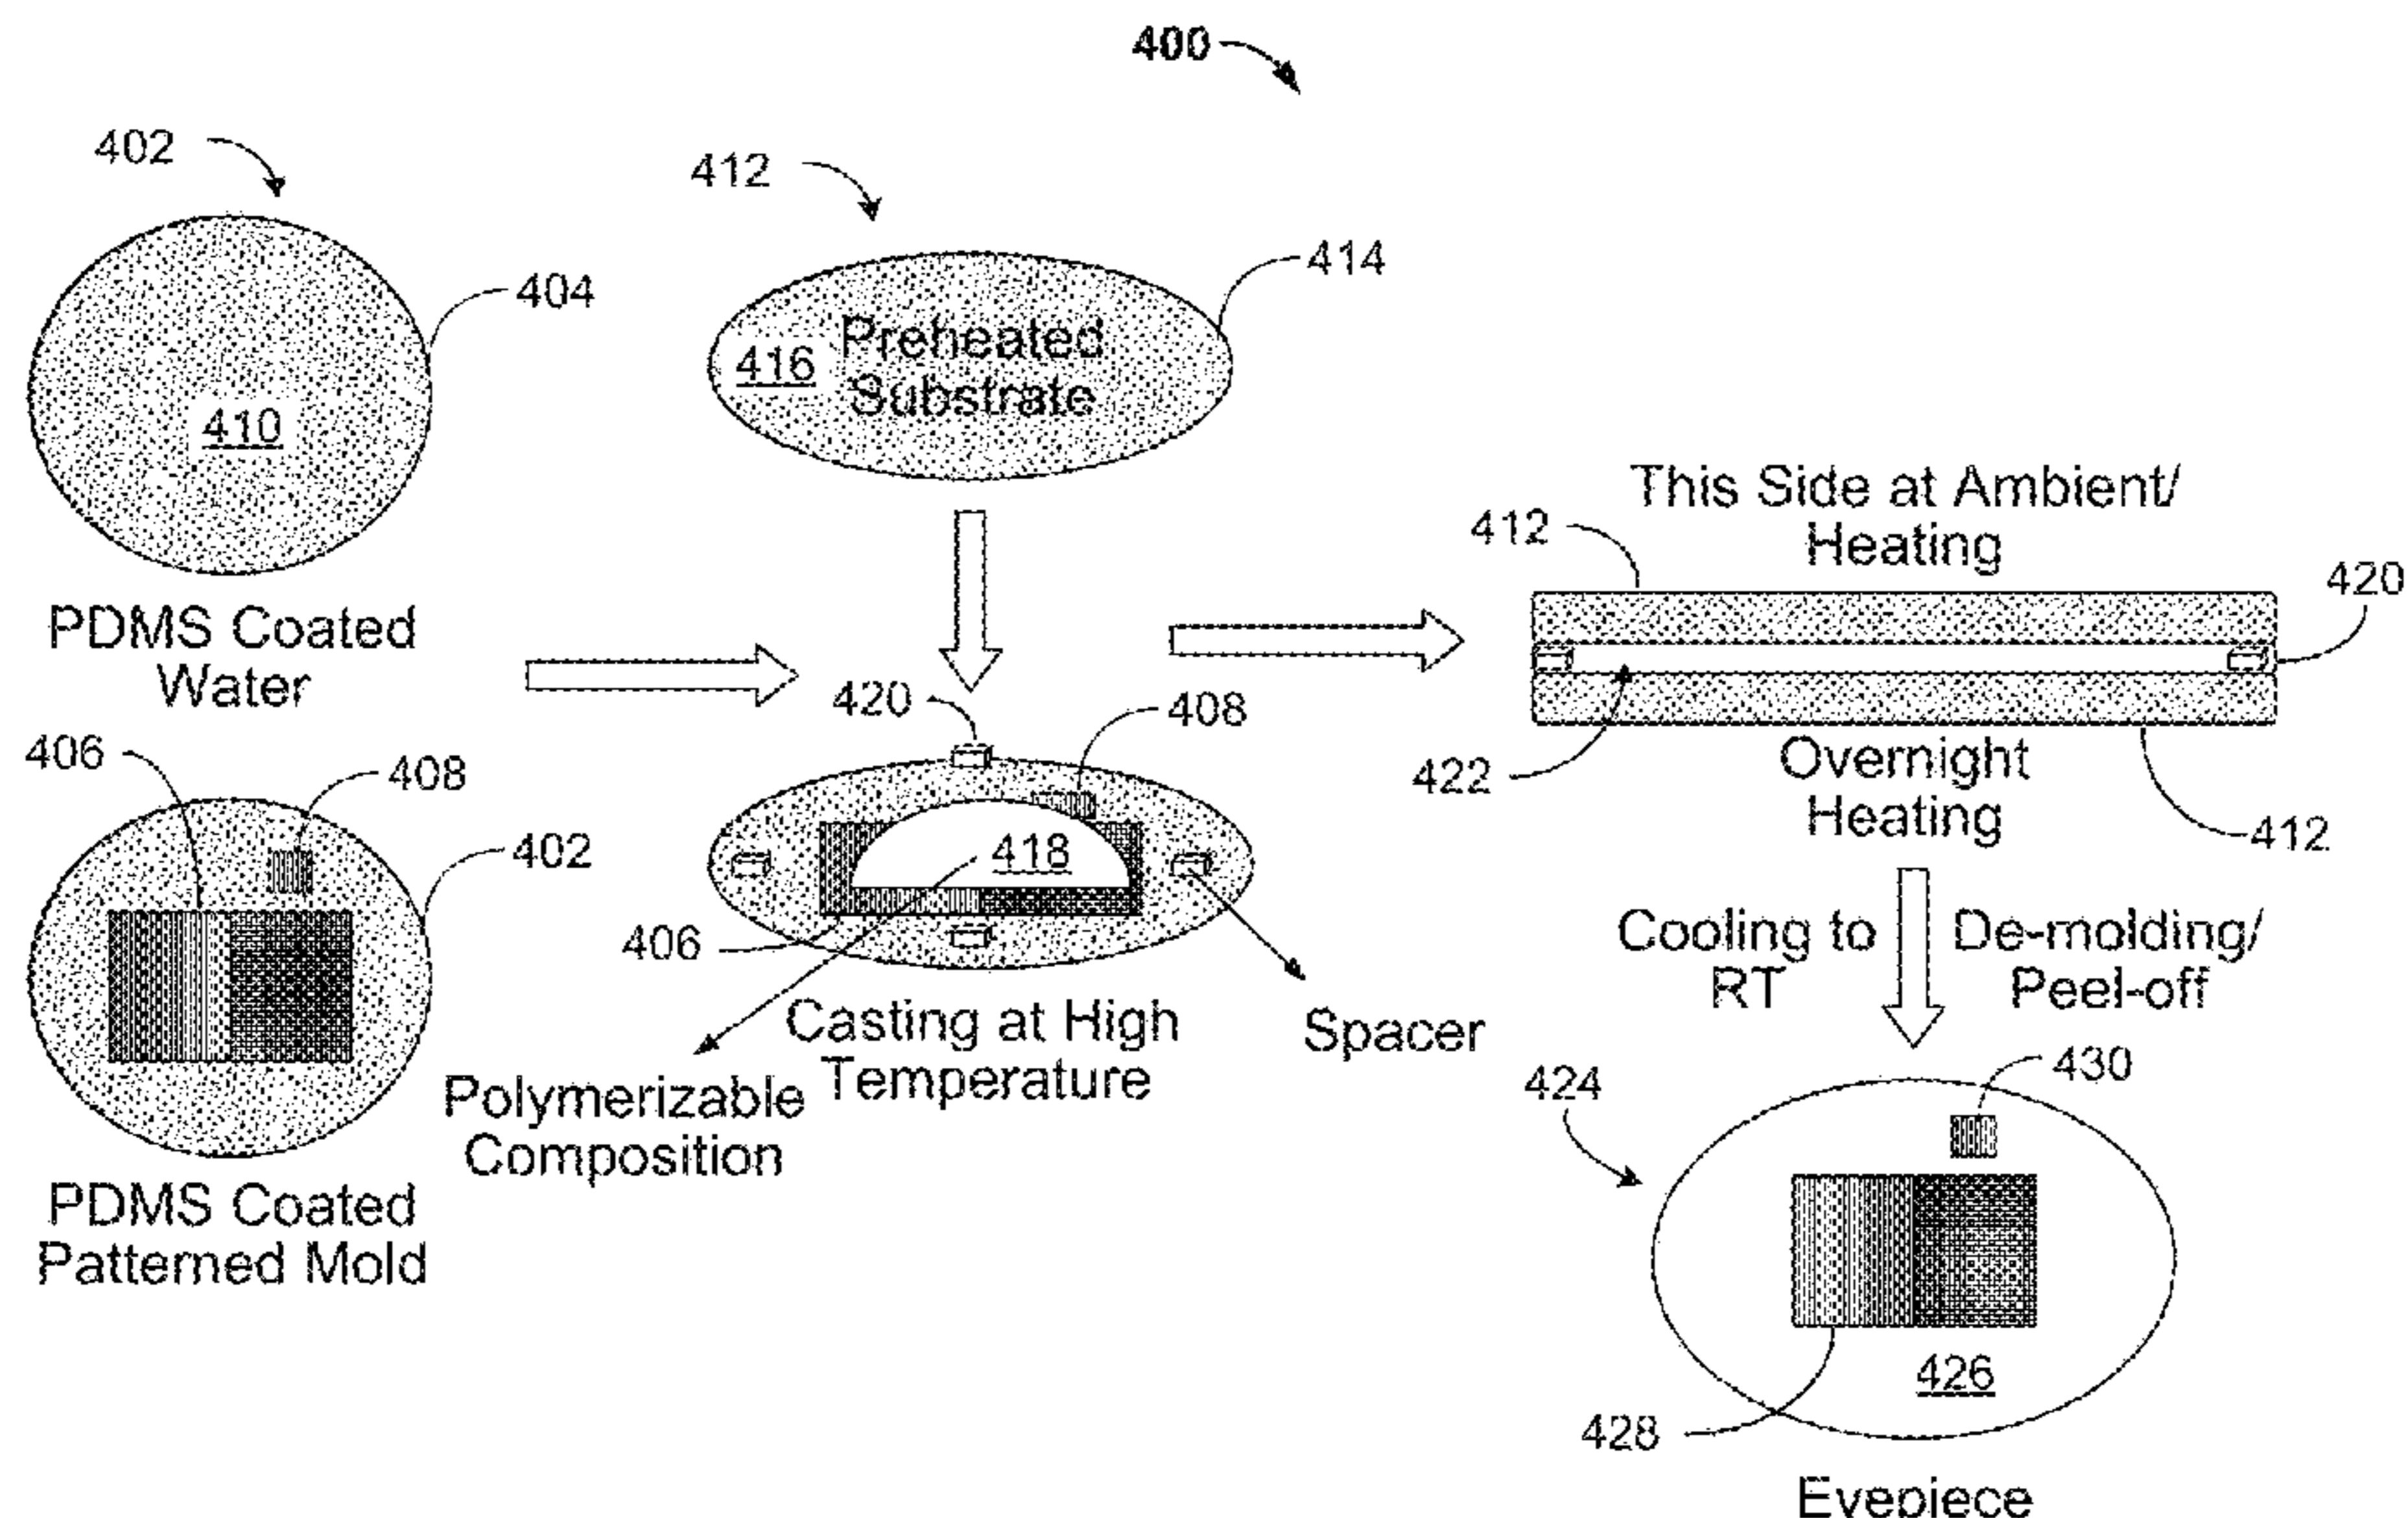 400
402
404
410
PDMS Coated
Water
412
414
416
Preheated
Substrate
406
408
402
PDMS Coated
Patterned Mold
420
408
418
406
Polymerizable
Composition
Casting at High
Temperature
Spacer
This Side at Ambient/
Heating
412
420
422
Overnight
Heating
412
Cooling to
RT
De-molding/
Peel-off
424
430
426
428
Eyepiece